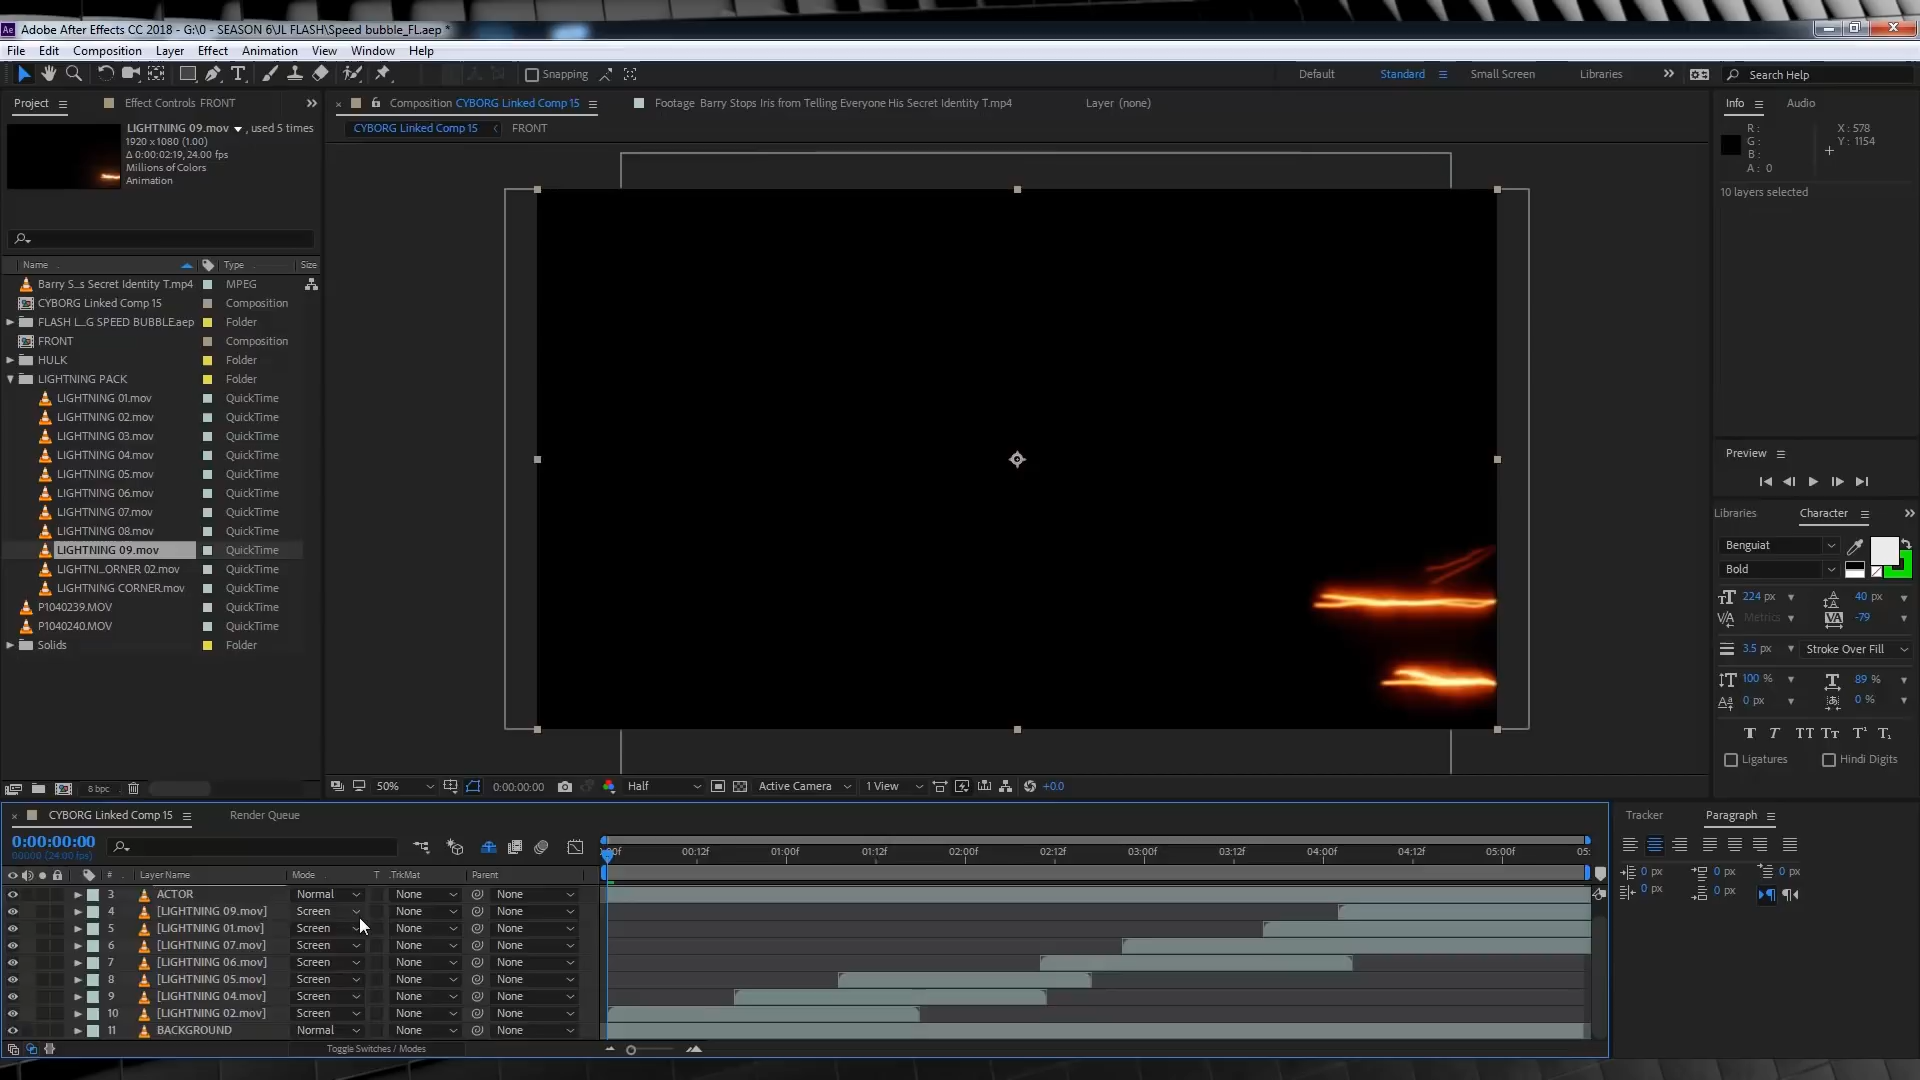 Adobe After Effects CC 2018 - G:\0 - SEASON 6\JL FLASH\Speed bubble_FL.aep *
File Edit Composition Layer Effect Animation View Window Help
Snapping Default Standard Small Screen Libraries Search Help
Project Effect Controls FRONT Composition CYBORG Linked Comp 15 Footage Barry Stops Iris from Telling Everyone His Secret Identity T.mp4 Layer (none) Info Audio
LIGHTNING 09.mov , used 5 times
1920 x1080 (1.00)
Δ 0:00:02:19, 24.00 fps
Millions of Colors
Animation
CYBORG Linked Comp 15 FRONT
R : X : 578
G : Y : 1154
B :
A : 0
10 layers selected
Name Type Size
Barry S...s Secret Identity T.mp4 MPEG
CYBORG Linked Comp 15 Composition
FLASH L...G SPEED BUBBLE.aep Folder
FRONT Composition
HULK Folder
LIGHTNING PACK Folder
LIGHTNING 01.mov QuickTime
LIGHTNING 02.mov QuickTime
LIGHTNING 03.mov QuickTime
LIGHTNING 04.mov QuickTime
LIGHTNING 05.mov QuickTime
LIGHTNING 06.mov QuickTime
LIGHTNING 07.mov QuickTime
LIGHTNING 08.mov QuickTime
LIGHTNING 09.mov QuickTime
LIGHTNI...ORNER 02.mov QuickTime
LIGHTNING CORNER.mov QuickTime
P1040239.MOV QuickTime
P1040240.MOV QuickTime
Solids Folder
Preview
Libraries Character
Benguiat
Bold
224 px 40 px
Metrics -79
3.5 px Stroke Over Fill
100 % 89 %
0 px 0 %
T T TT Tt T¹ T₁
Ligatures Hindi Digits
8 bpc 50% 0:00:00:00 Half Active Camera 1 View +0.0
CYBORG Linked Comp 15 Render Queue
0:00:00:00
00000 (24.00 fps)
:00f 00:12f 01:00f 01:12f 02:00f 02:12f 03:00f 03:12f 04:00f 04:12f 05:00f 05:
# Layer Name Mode T .TrkMat Parent
3 ACTOR Normal None None
4 [LIGHTNING 09.mov] Screen None None
5 [LIGHTNING 01.mov] Screen None None
6 [LIGHTNING 07.mov] Screen None None
7 [LIGHTNING 06.mov] Screen None None
8 [LIGHTNING 05.mov] Screen None None
9 [LIGHTNING 04.mov] Screen None None
10 [LIGHTNING 02.mov] Screen None None
11 BACKGROUND Normal None None
Toggle Switches / Modes
Tracker Paragraph
0 px 0 px 0 px
0 px 0 px